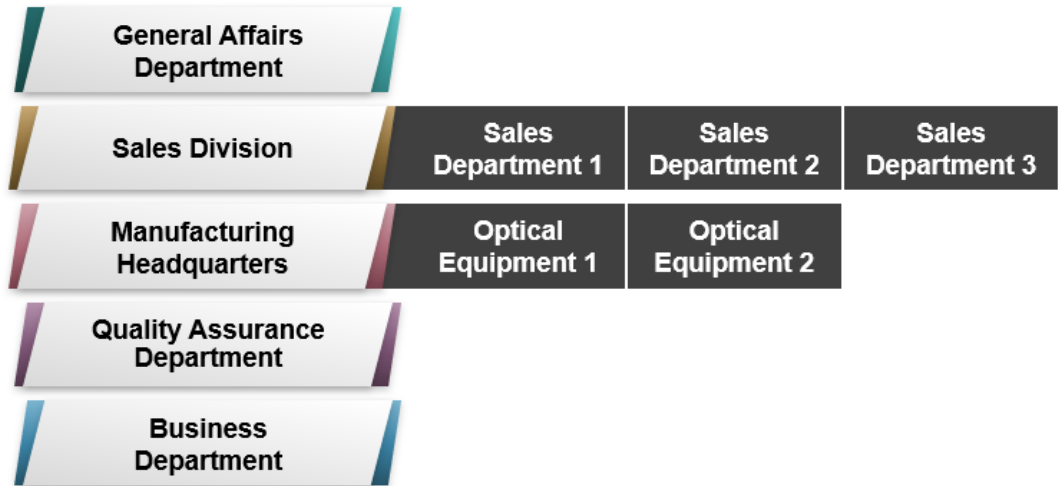 General Affairs
Department
Sales Division
Sales
Department 1
Sales
Department 2
Sales
Department 3
Manufacturing
Headquarters
Optical
Equipment 1
Optical
Equipment 2
Quality Assurance
Department
Business
Department